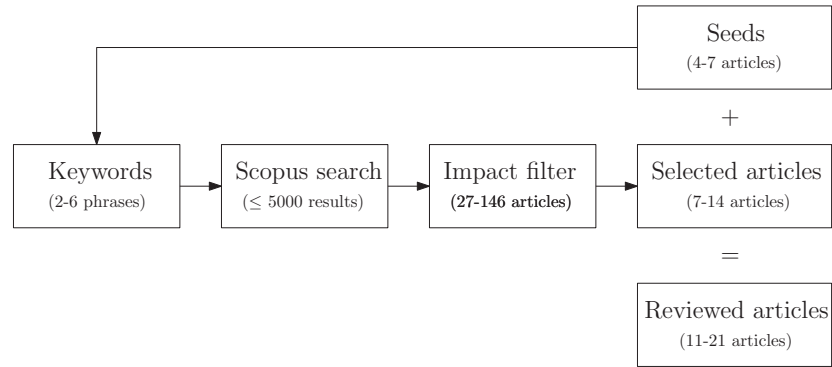 Seeds
(4-7 articles)
+
Keywords
(2-6 phrases)
Scopus search
(≤ 5000 results)
Impact filter
(27-146 articles)
Selected articles
(7-14 articles)
=
Reviewed articles
(11-21 articles)